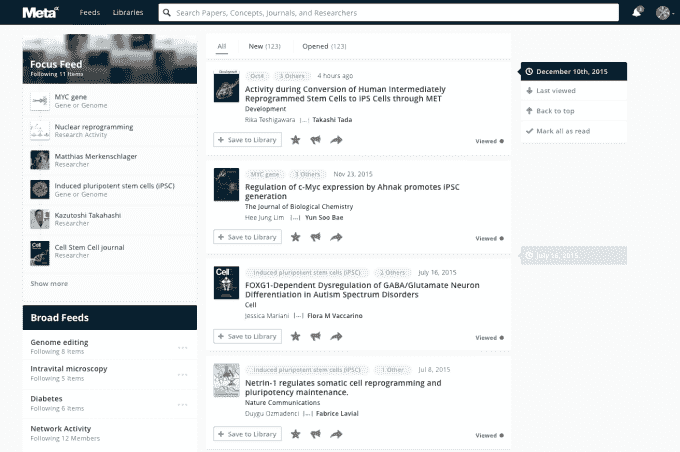 Meta
Feeds
Libraries
Search Papers, Concepts, Journals, and Researchers
Focus Feed
Following 11 Items
MYC gene
Gene or Genome
Nuclear reprogramming
Research Activity
Matthias Merkenschlager
Researcher
Induced pluripotent stem cells (iPSC)
Gene or Genome
Kazutoshi Takahashi
Researcher
Cell Stem Cell journal
Researcher
Show more
Broad Feeds
Genome editing
Following 8 Items
Intravital microscopy
Following 5 Items
Diabetes
Following 6 Items
Network Activity
Following 12 Members
All New (123) Opened (123)
Oct4 3 Others 4 hours ago
Activity during Conversion of Human Intermediately
Reprogrammed Stem Cells to iPS Cells through MET
Development
Rika Teshigawara [...] Takashi Tada
+ Save to Library
Viewed
MYC gene 3 Others Nov 23, 2015
Regulation of c-Myc expression by Ahnak promotes iPSC
generation
The Journal of Biological Chemistry
Hee Jung Lim [...] Yun Soo Bae
+ Save to Library
Viewed
Cell
Induced pluripotent stem cells (iPSC) 2 Others July 16, 2015
FOXG1-Dependent Dysregulation of GABA/Glutamate Neuron
Differentiation in Autism Spectrum Disorders
Cell
Jessica Mariani [...] Flora M Vaccarino
+ Save to Library
Viewed
Induced pluripotent stem cells (iPSC) 1 Other Jul 8, 2015
Netrin-1 regulates somatic cell reprogramming and
pluripotency maintenance.
Nature Communications
Duygu Ozmadenci [...] Fabrice Lavial
+ Save to Library
Viewed
December 10th, 2015
Last viewed
Back to top
Mark all as read
July 16, 2015